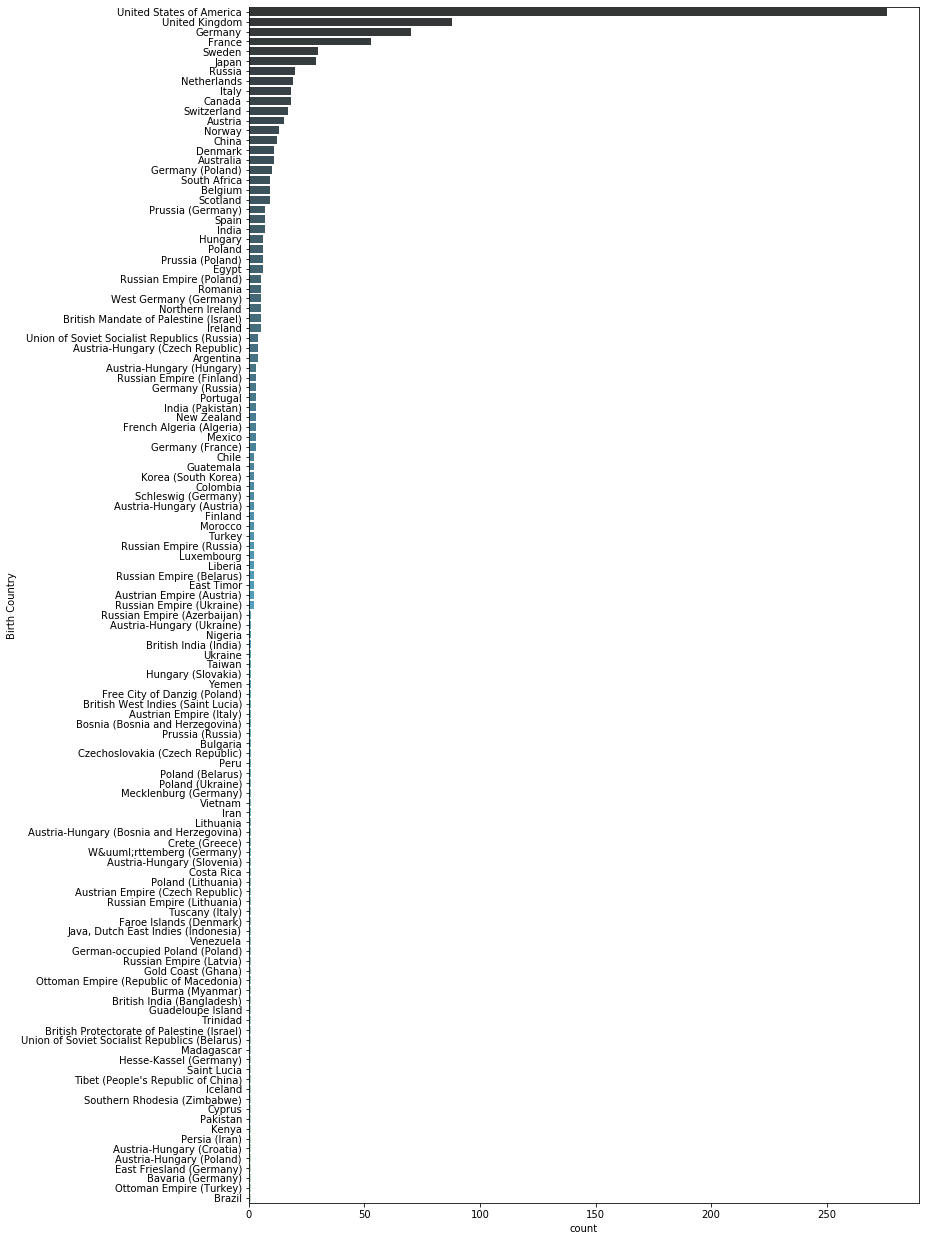 United States of America
United Kingdom
Germany
France
Sweden
Japan
Russia
Netherlands
Italy
Canada
Switzerland
Austria
Norway
China
Denmark
Australia
Germany (Poland)
South Africa
Belgium
Scotland
Prussia (Germany)
Spain
India
Hungary
Poland
Prussia (Poland)
Egypt
Russian Empire (Poland)
Romania
West Germany (Germany)
Northern Ireland
British Mandate of Palestine (Israel)
Ireland
Union of Soviet Socialist Republics (Russia)
Austria-Hungary (Czech Republic)
Argentina
Austria-Hungary (Hungary)
Russian Empire (Finland)
Germany (Russia)
Portugal
India (Pakistan)
New Zealand
French Algeria (Algeria)
Mexico
Germany (France)
Chile
Guatemala
Korea (South Korea)
Colombia
Schleswig (Germany)
Austria-Hungary (Austria)
Finland
Morocco
Turkey
Russian Empire (Russia)
Luxembourg
Liberia
Russian Empire (Belarus)
East Timor
Austrian Empire (Austria)
Russian Empire (Ukraine)
Russian Empire (Azerbaijan)
Austria-Hungary (Ukraine)
Nigeria
British India (India)
Ukraine
Taiwan
Hungary (Slovakia)
Yemen
Free City of Danzig (Poland)
British West Indies (Saint Lucia)
Austrian Empire (Italy)
Bosnia (Bosnia and Herzegovina)
Prussia (Russia)
Bulgaria
Czechoslovakia (Czech Republic)
Peru
Poland (Belarus)
Poland (Ukraine)
Mecklenburg (Germany)
Vietnam
Iran
Lithuania
Austria-Hungary (Bosnia and Herzegovina)
Crete (Greece)
W&uuml;rttemberg (Germany)
Austria-Hungary (Slovenia)
Costa Rica
Poland (Lithuania)
Austrian Empire (Czech Republic)
Russian Empire (Lithuania)
Tuscany (Italy)
Faroe Islands (Denmark)
Java, Dutch East Indies (Indonesia)
Venezuela
German-occupied Poland (Poland)
Russian Empire (Latvia)
Gold Coast (Ghana)
Ottoman Empire (Republic of Macedonia)
Burma (Myanmar)
British India (Bangladesh)
Guadeloupe Island
Trinidad
British Protectorate of Palestine (Israel)
Union of Soviet Socialist Republics (Belarus)
Madagascar
Hesse-Kassel (Germany)
Saint Lucia
Tibet (People's Republic of China)
Iceland
Southern Rhodesia (Zimbabwe)
Cyprus
Pakistan
Kenya
Persia (Iran)
Austria-Hungary (Croatia)
Austria-Hungary (Poland)
East Friesland (Germany)
Bavaria (Germany)
Ottoman Empire (Turkey)
Brazil
Birth Country
0 50 100 150 200 250
count